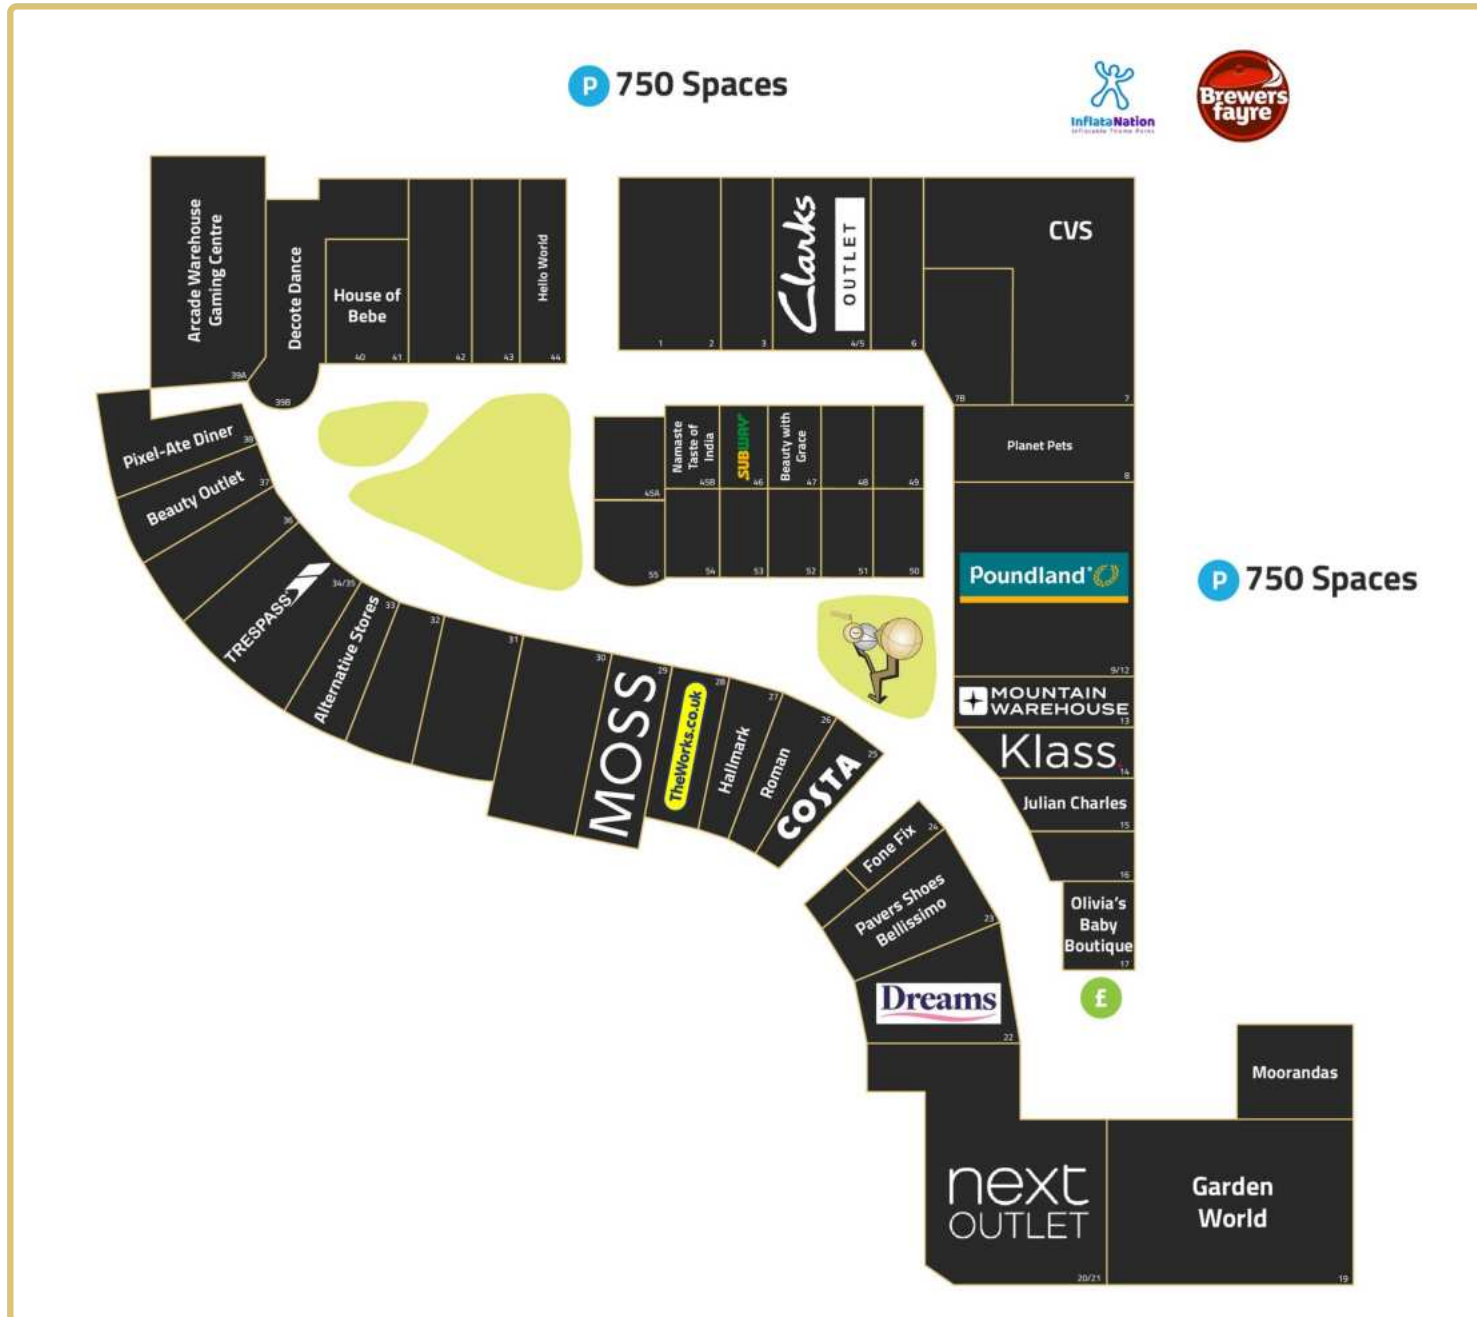 P 750 Spaces
InflataNation
Inflatable Theme Parks
Brewers
fayre
Arcade Warehouse
Gaming Centre
39A
Decote Dance
39B
House of
Bebe
40
41
42
43
Hello World
44
1
2
3
Clarks
OUTLET
4/5
6
CVS
7B
7
Pixel-Ate Diner
38
Beauty Outlet
37
36
TRESPASS
34/35
Alternative Stores
33
32
31
30
MOSS
29
TheWorks.co.uk
28
Hallmark
27
Roman
26
COSTA
25
45A
Namaste
Taste of
India
45B
SUBWAY
46
Beauty with
Grace
47
48
49
55
54
53
52
51
50
Planet Pets
8
Poundland
9/12
P 750 Spaces
MOUNTAIN
WAREHOUSE
13
Klass.
14
Julian Charles
15
16
Olivia's
Baby
Boutique
17
£
Fone Fix
24
Pavers Shoes
Bellissimo
23
Dreams
22
Moorandas
next
OUTLET
20/21
Garden
World
19